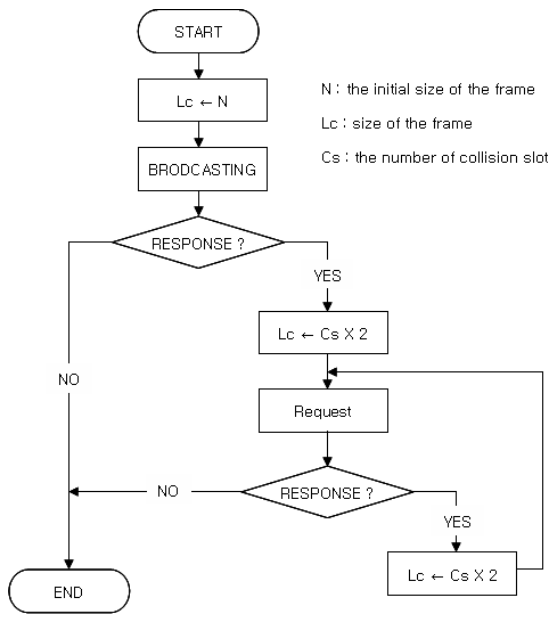 START
Lc ← N
N : the initial size of the frame
Lc : size of the frame
Cs : the number of collision slot
BRODCASTING
RESPONSE ?
YES
Lc ← Cs X 2
NO
Request
RESPONSE ?
NO
YES
Lc ← Cs X 2
END